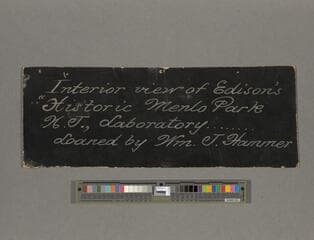 Interior view of Edison's
"Historic Menlo Park
N.J., Laboratory........
Loaned by Wm. J. Hammer